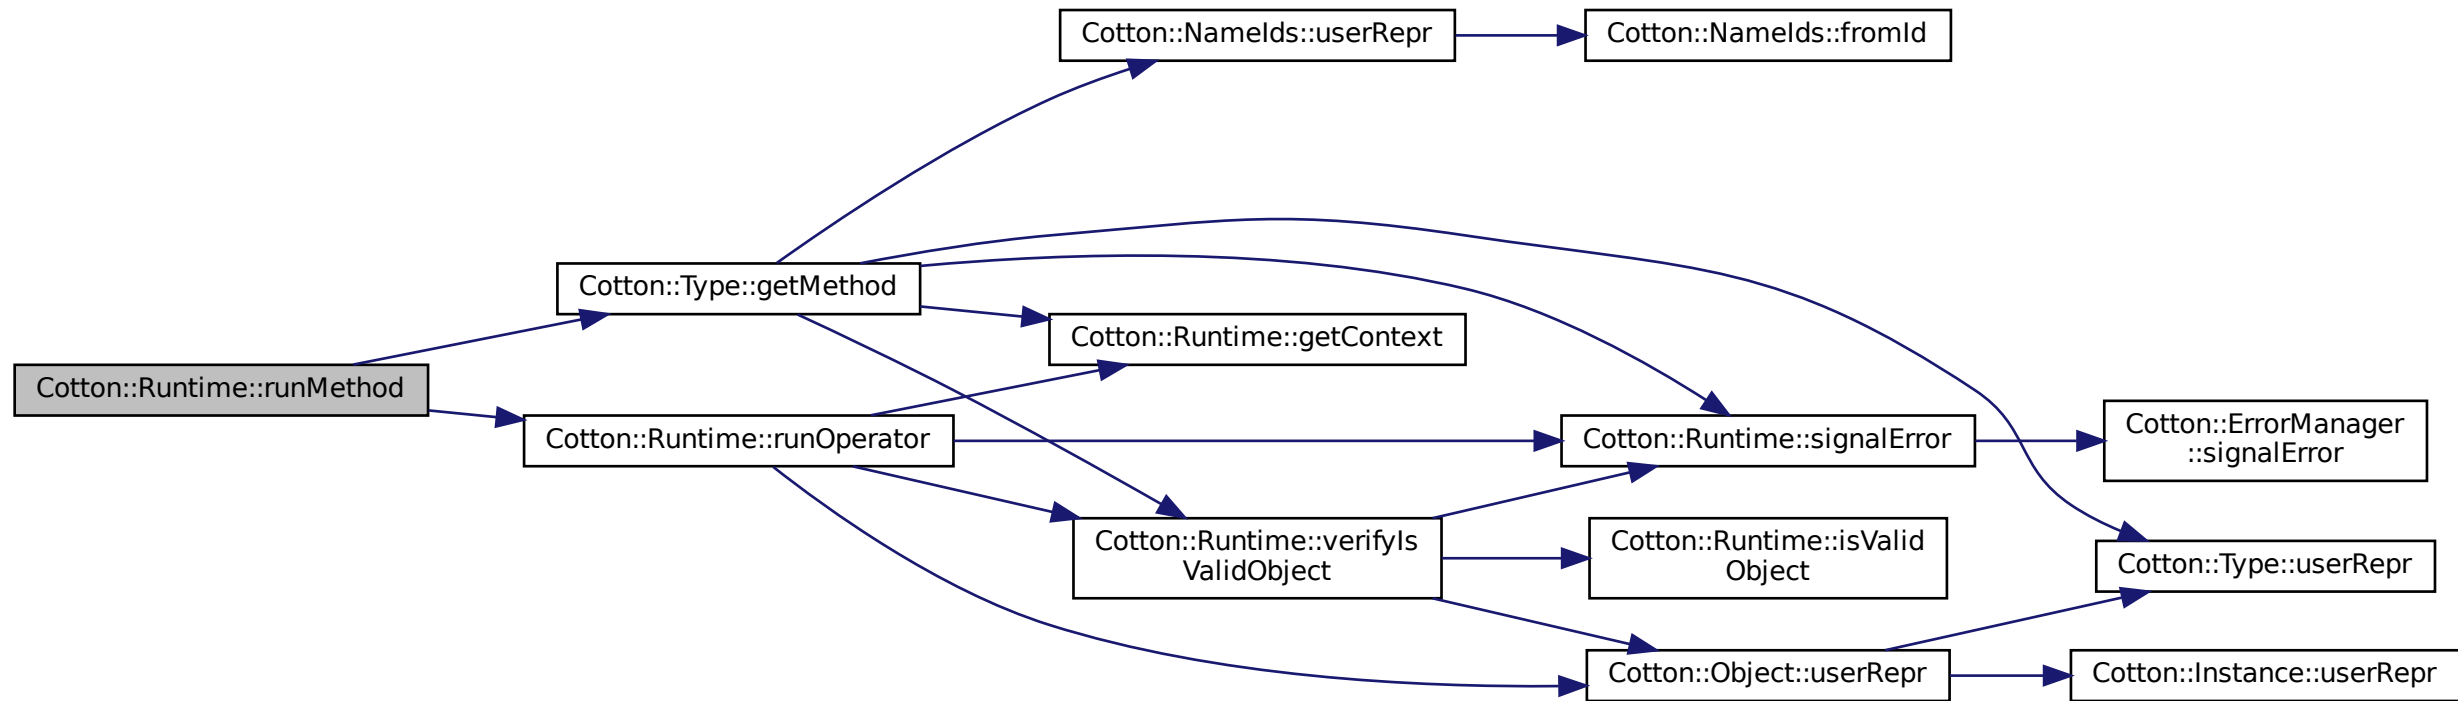 Cotton::NameIds::userRepr
Cotton::NameIds::fromId
Cotton::Type::getMethod
Cotton::Runtime::getContext
Cotton::Runtime::runMethod
Cotton::Runtime::runOperator
Cotton::Runtime::signalError
Cotton::ErrorManager
::signalError
Cotton::Runtime::verifyIs
ValidObject
Cotton::Runtime::isValid
Object
Cotton::Type::userRepr
Cotton::Object::userRepr
Cotton::Instance::userRepr